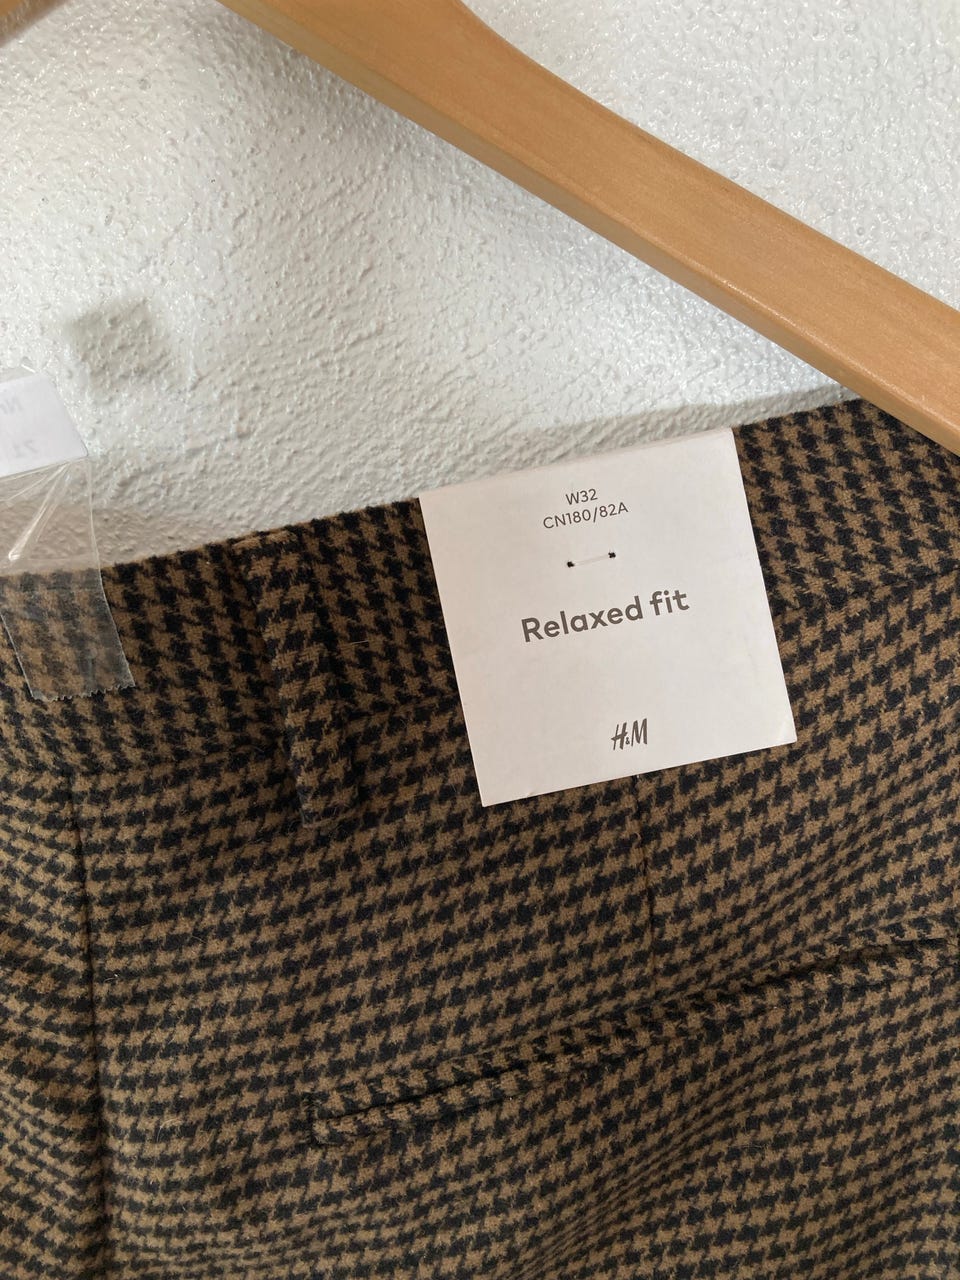 W32
CN180/82A
Relaxed fit
H&M